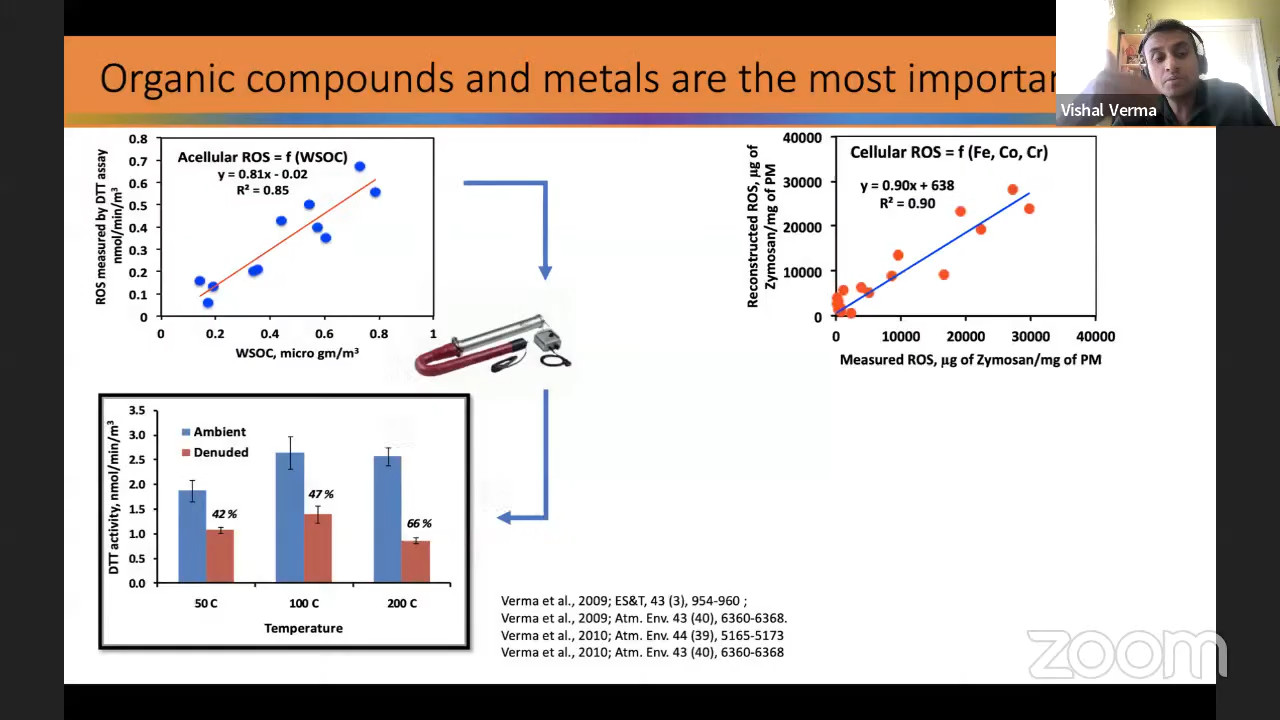 Organic compounds and metals are the most importa
Vishal Verma
0.8
0.7
0.6
0.5
0.4
0.3
0.2
0.1
0
ROS measured by DTT assay
nmol/min/m³
Acellular ROS = f (WSOC)
y = 0.81x - 0.02
R² = 0.85
0 0.2 0.4 0.6 0.8 1
WSOC, micro gm/m³
40000
30000
20000
10000
0
Reconstructed ROS, µg of
Zymosan/mg of PM
Cellular ROS = f (Fe, Co, Cr)
y = 0.90x + 638
R² = 0.90
0 10000 20000 30000 40000
Measured ROS, µg of Zymosan/mg of PM
3.5
3.0
2.5
2.0
1.5
1.0
0.5
0.0
DTT activity, nmol/min/m³
Ambient
Denuded
42 %
47 %
66 %
50 C 100 C 200 C
Temperature
Verma et al., 2009; ES&T, 43 (3), 954-960 ;
Verma et al., 2009; Atm. Env. 43 (40), 6360-6368.
Verma et al., 2010; Atm. Env. 44 (39), 5165-5173
Verma et al., 2010; Atm. Env. 43 (40), 6360-6368
zoom